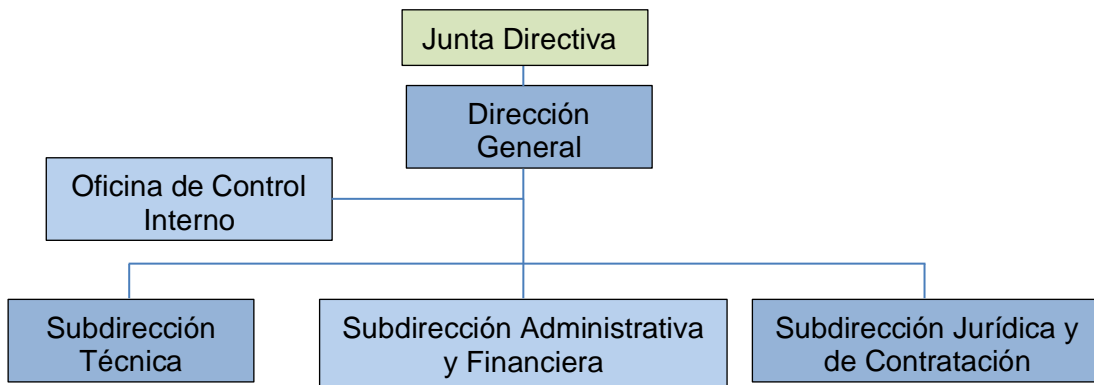 Junta Directiva
Dirección
General
Oficina de Control
Interno
Subdirección
Técnica
Subdirección Administrativa
y Financiera
Subdirección Jurídica y
de Contratación